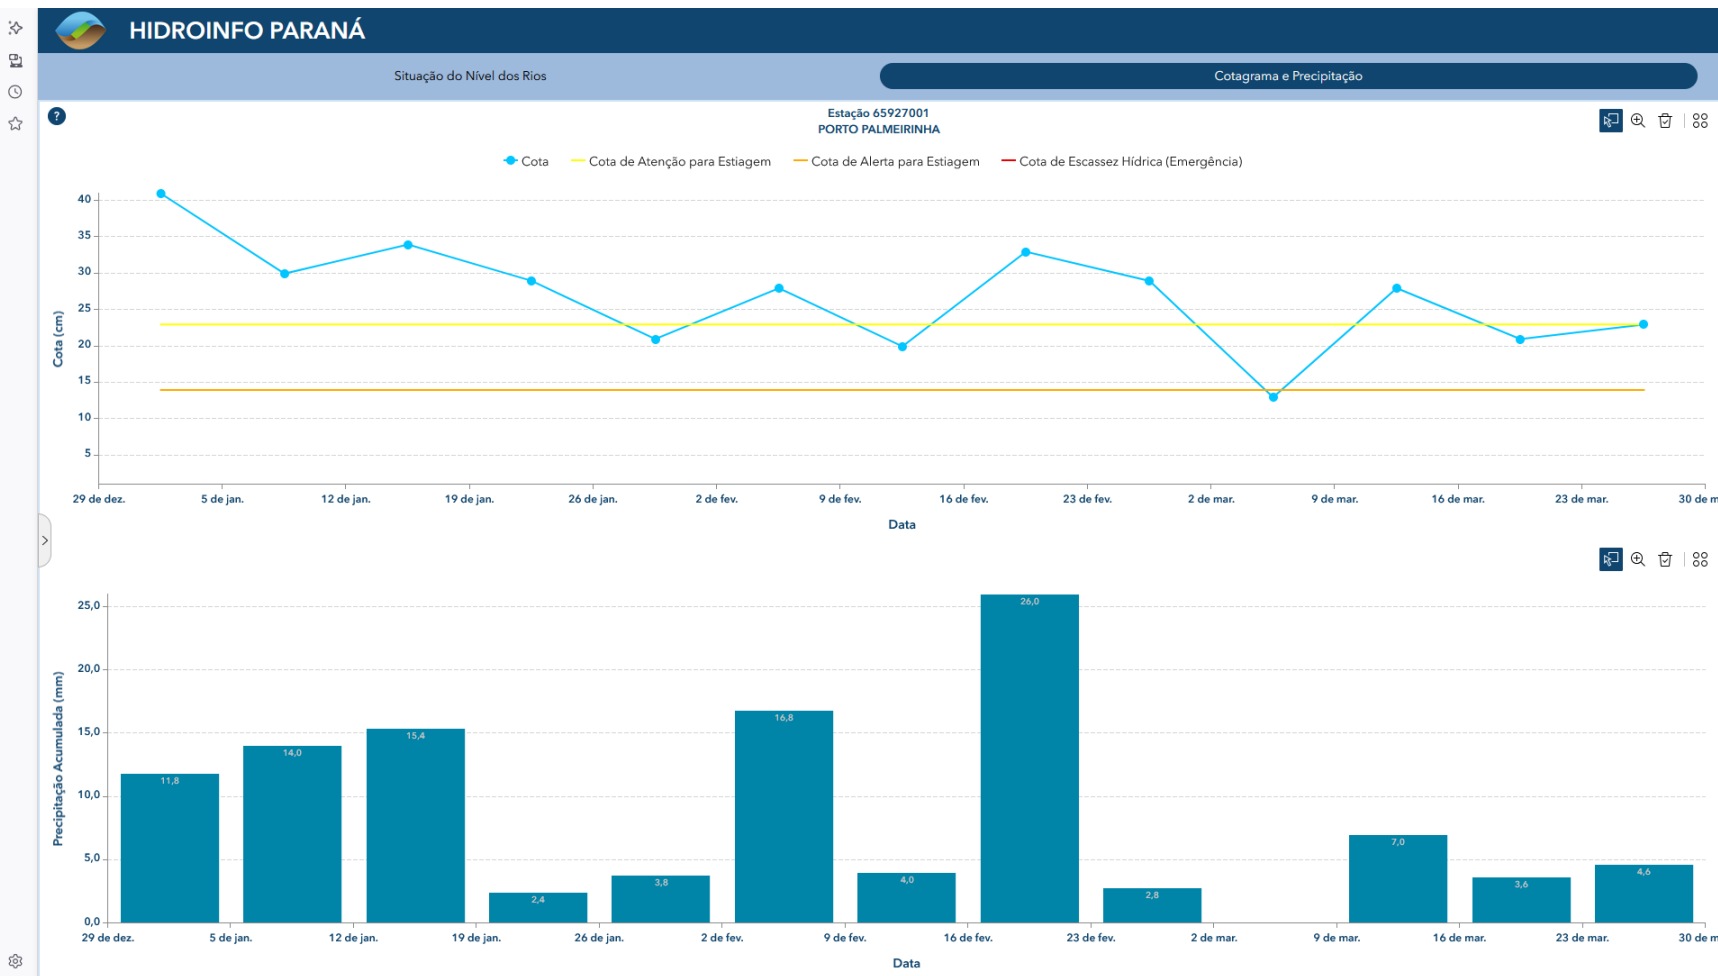 HIDROINFO PARANÁ
Situação do Nível dos Rios
Cotagrama e Precipitação
?
Estação 65927001
PORTO PALMEIRINHA
Cota
Cota de Atenção para Estiagem
Cota de Alerta para Estiagem
Cota de Escassez Hídrica (Emergência)
Cota (cm)
40
35
30
25
20
15
10
5
29 de dez.
5 de jan.
12 de jan.
19 de jan.
26 de jan.
2 de fev.
9 de fev.
16 de fev.
23 de fev.
2 de mar.
9 de mar.
16 de mar.
23 de mar.
30 de m
Data
Precipitação Acumulada (mm)
25,0
20,0
15,0
10,0
5,0
0,0
11,8
14,0
15,4
2,4
3,8
16,8
4,0
26,0
2,8
7,0
3,6
4,6
29 de dez.
5 de jan.
12 de jan.
19 de jan.
26 de jan.
2 de fev.
9 de fev.
16 de fev.
23 de fev.
2 de mar.
9 de mar.
16 de mar.
23 de mar.
30 de m
Data